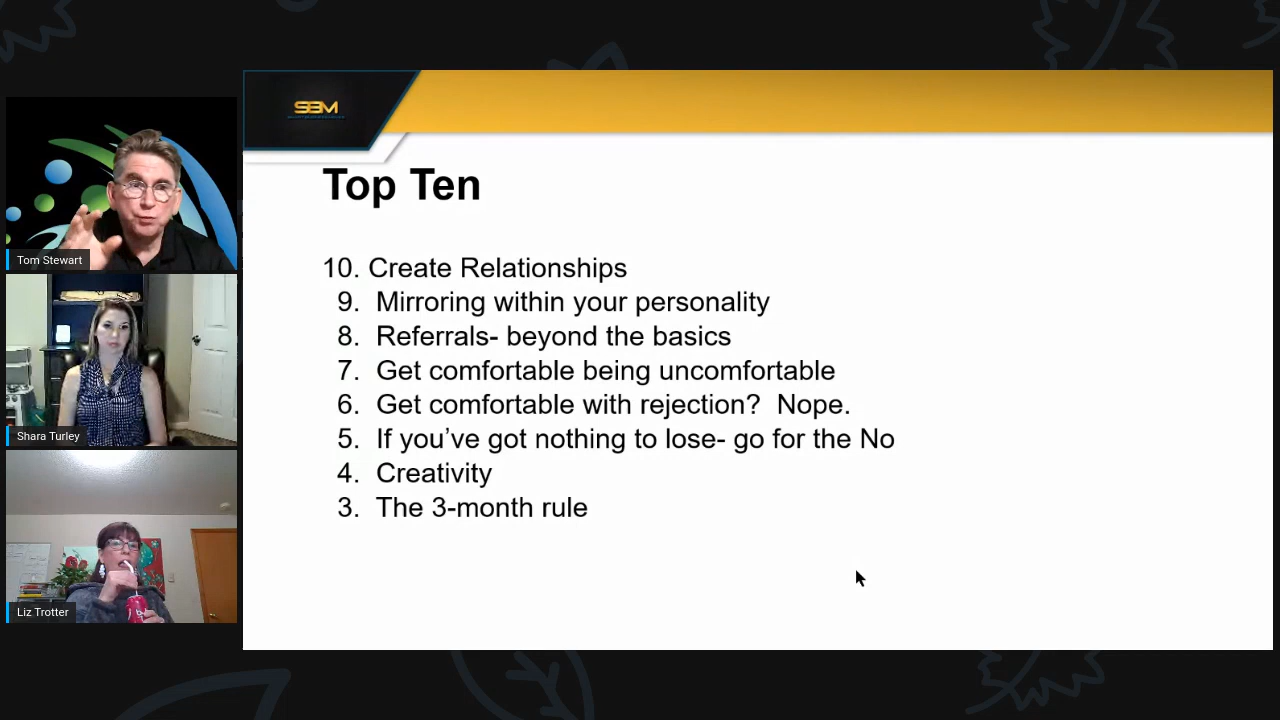 SBM
Top Ten
10. Create Relationships
9. Mirroring within your personality
8. Referrals- beyond the basics
7. Get comfortable being uncomfortable
6. Get comfortable with rejection? Nope.
5. If you’ve got nothing to lose- go for the No
4. Creativity
3. The 3-month rule
Tom Stewart
Shara Turley
Liz Trotter